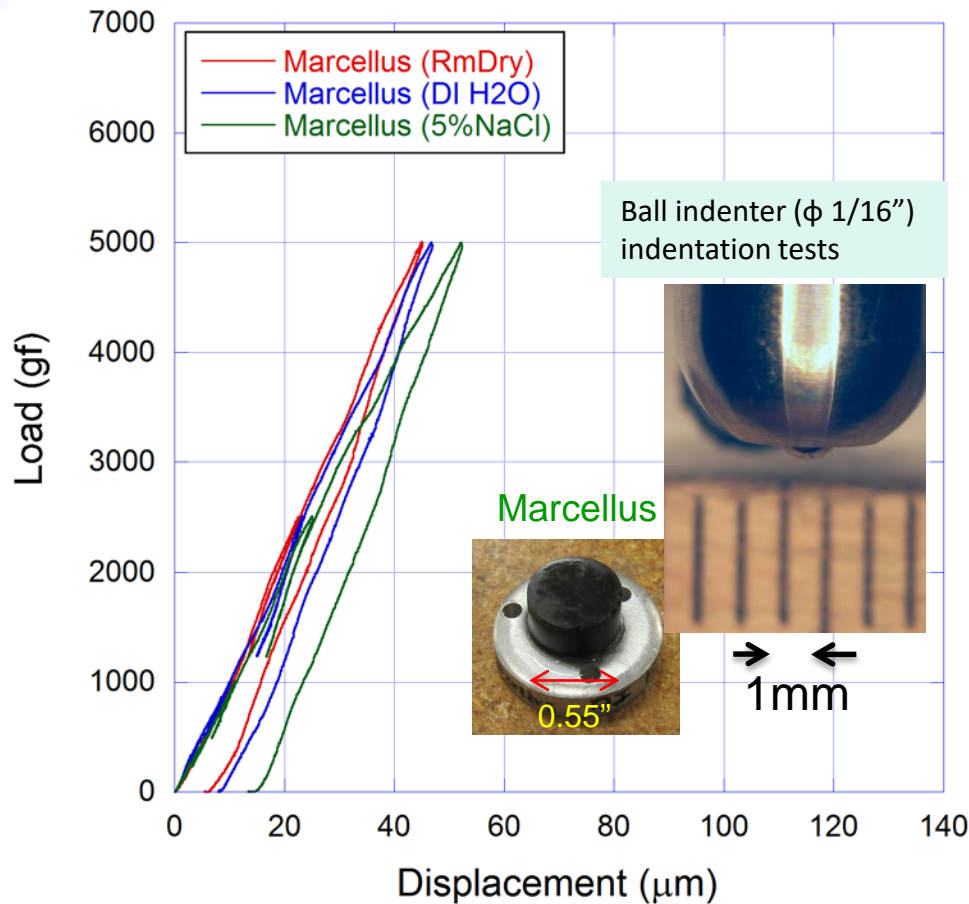 7000
6000
5000
4000
3000
2000
1000
0
Load (gf)
Marcellus (RmDry)
Marcellus (DI H2O)
Marcellus (5%NaCl)
Ball indenter (ϕ 1/16”)
indentation tests
Marcellus
0.55”
1mm
0 20 40 60 80 100 120 140
Displacement (μm)